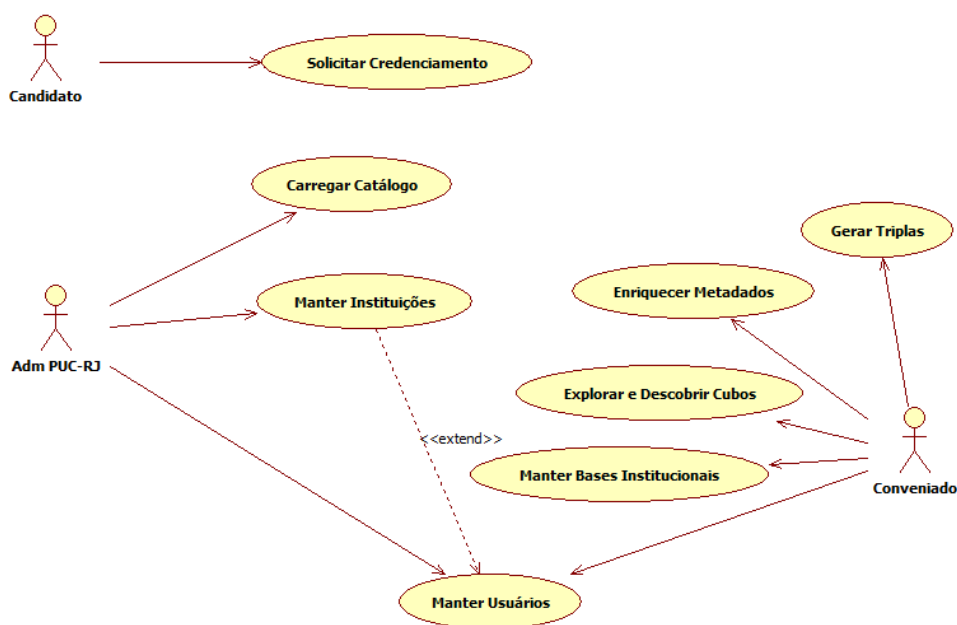 Solicitar Credenciamento
Candidato
Carregar Catálogo
Gerar Triplas
Enriquecer Metadados
Manter Instituições
Adm PUC-RJ
Explorar e Descobrir Cubos
<<extend>>
Manter Bases Institucionais
Conveniado
Manter Usuários